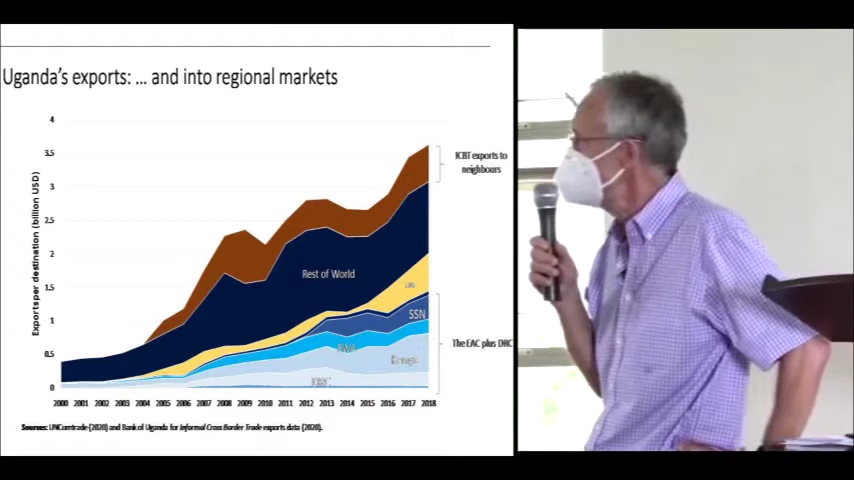 Uganda's exports: ... and into regional markets
4
3.5
3
2.5
2
1.5
1
0.5
0
Exportsper destination (billion USD)
ICBT exports to
neighbours
Rest of World
SSN
Kenya
The EAC plus DRC
2000 2001 2002 2003 2004 2005 2006 2007 2008 2009 2010 2011 2012 2013 2014 2015 2016 2017 2018
Sources: UNComtrade (2020) and Bank of Uganda for Informal Cross Border Trade exports data (2020).